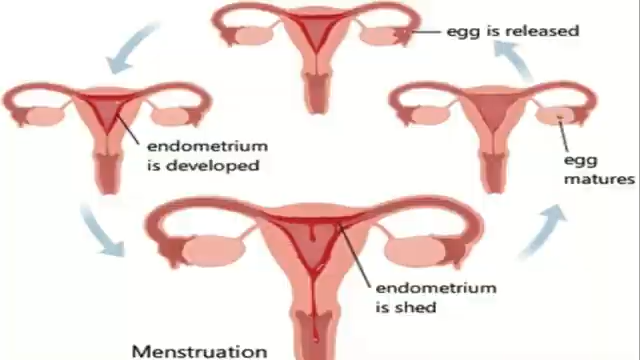 egg is released
endometrium
is developed
egg
matures
endometrium
is shed
Menstruation